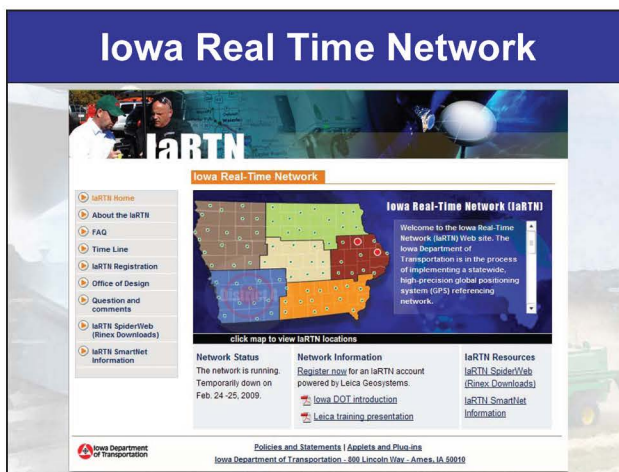 Iowa Real Time Network
IaRTN
Iowa Real-Time Network
IaRTN Home
About the IaRTN
FAQ
Time Line
IaRTN Registration
Office of Design
Question and
comments
IaRTN SpiderWeb
(Rinex Downloads)
IaRTN SmartNet
Information
Iowa Real-Time Network (IaRTN)
Welcome to the Iowa Real-Time
Network (IaRTN) Web site. The
Iowa Department of
Transportation is in the process
of implementing a statewide,
high-precision global positioning
system (GPS) referencing
network.
click map to view IaRTN locations
Network Status
The network is running.
Temporarily down on
Feb. 24 -25, 2009.
Network Information
Register now for an IaRTN account
powered by Leica Geosystems.
Iowa DOT introduction
Leica training presentation
IaRTN Resources
IaRTN SpiderWeb
(Rinex Downloads)
IaRTN SmartNet
Information
Iowa Department
of Transportation
Policies and Statements | Applets and Plug-ins
Iowa Department of Transportation - 800 Lincoln Way - Ames, IA 50010